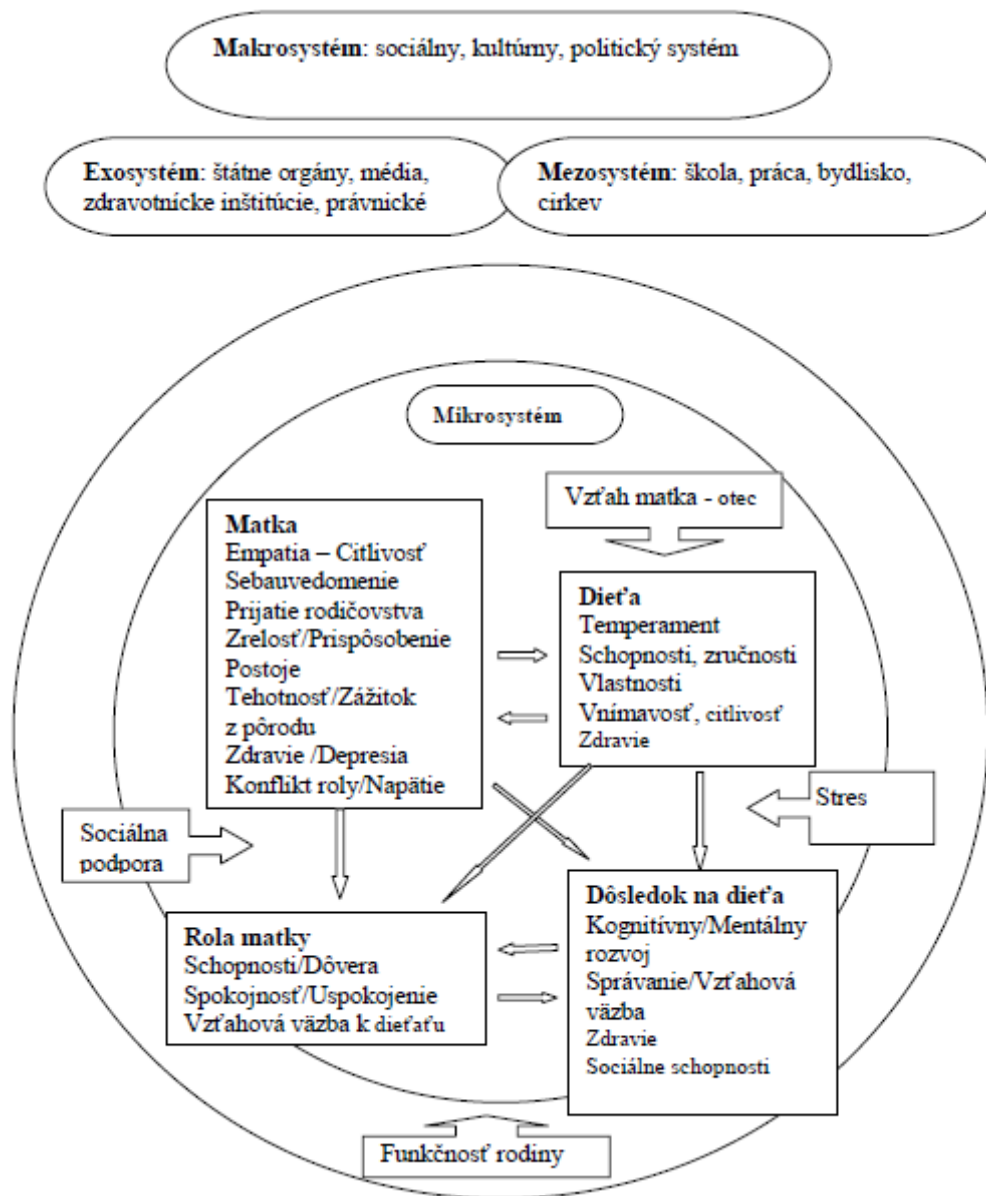 Makrosystém: sociálny, kultúrny, politický systém
Exosystém: štátne orgány, média,
zdravotnícke inštitúcie, právnické
Mezosystém: škola, práca, bydlisko,
cirkev
Mikrosystém
Vzťah matka - otec
Matka
Empatia – Citlivosť
Sebauvedomenie
Prijatie rodičovstva
Zrelosť/Prispôsobenie
Postoje
Tehotnosť/Zážitok
z pôrodu
Zdravie /Depresia
Konflikt roly/Napätie
Dieťa
Temperament
Schopnosti, zručnosti
Vlastnosti
Vnímavosť, citlivosť
Zdravie
Stres
Sociálna
podpora
Rola matky
Schopnosti/Dôvera
Spokojnosť/Uspokojenie
Vzťahová väzba k dieťaťu
Dôsledok na dieťa
Kognitívny/Mentálny
rozvoj
Správanie/Vzťahová
väzba
Zdravie
Sociálne schopnosti
Funkčnosť rodiny